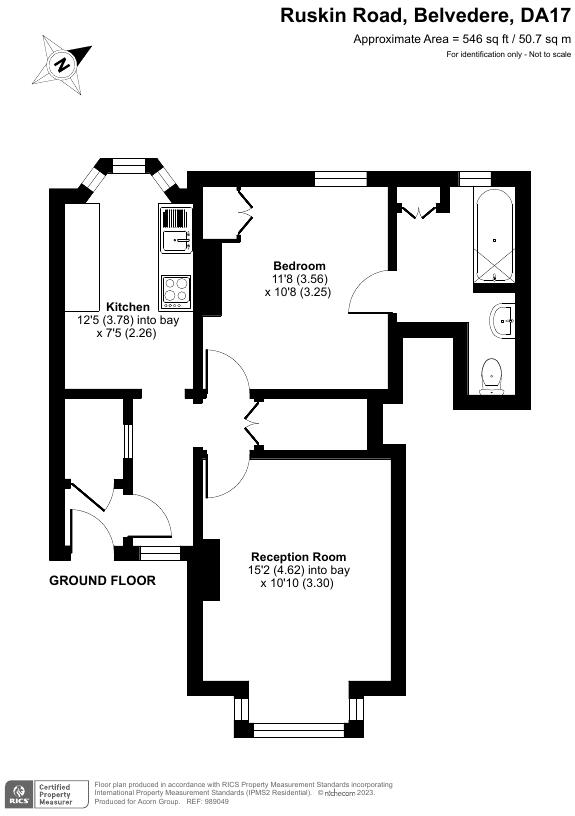 Ruskin Road, Belvedere, DA17
Approximate Area = 546 sq ft / 50.7 sq m
For identification only - Not to scale
N
Bedroom
11'8 (3.56)
x 10'8 (3.25)
Kitchen
12'5 (3.78) into bay
x 7'5 (2.26)
Reception Room
15'2 (4.62) into bay
x 10'10 (3.30)
GROUND FLOOR
RICS
Certified
Property
Measurer
Floor plan produced in accordance with RICS Property Measurement Standards incorporating
International Property Measurement Standards (IPMS2 Residential). © nichecom 2023.
Produced for Acorn Group. REF: 989049